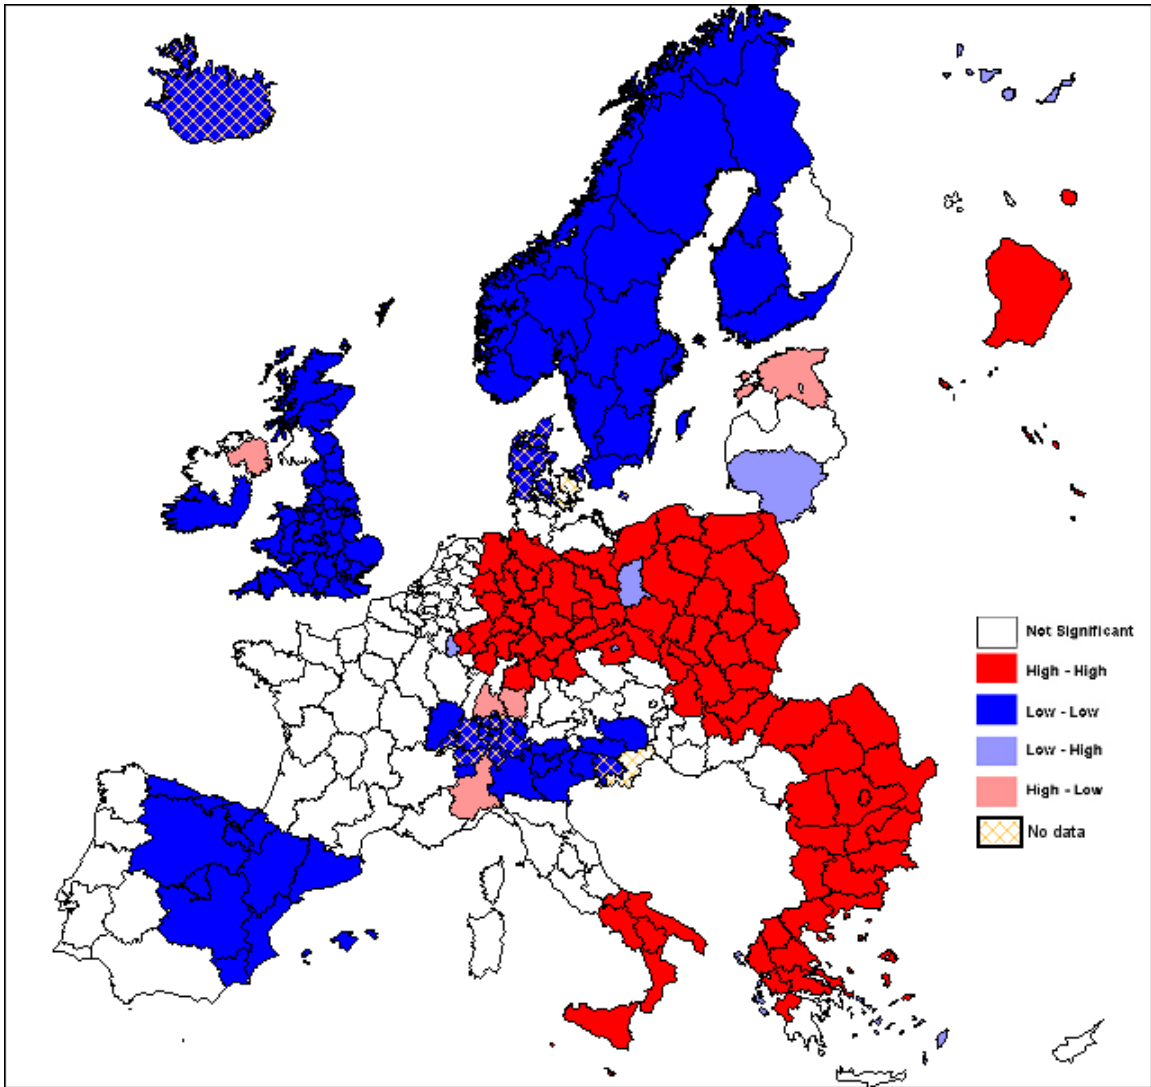 Not Significant
High - High
Low - Low
Low - High
High - Low
No data